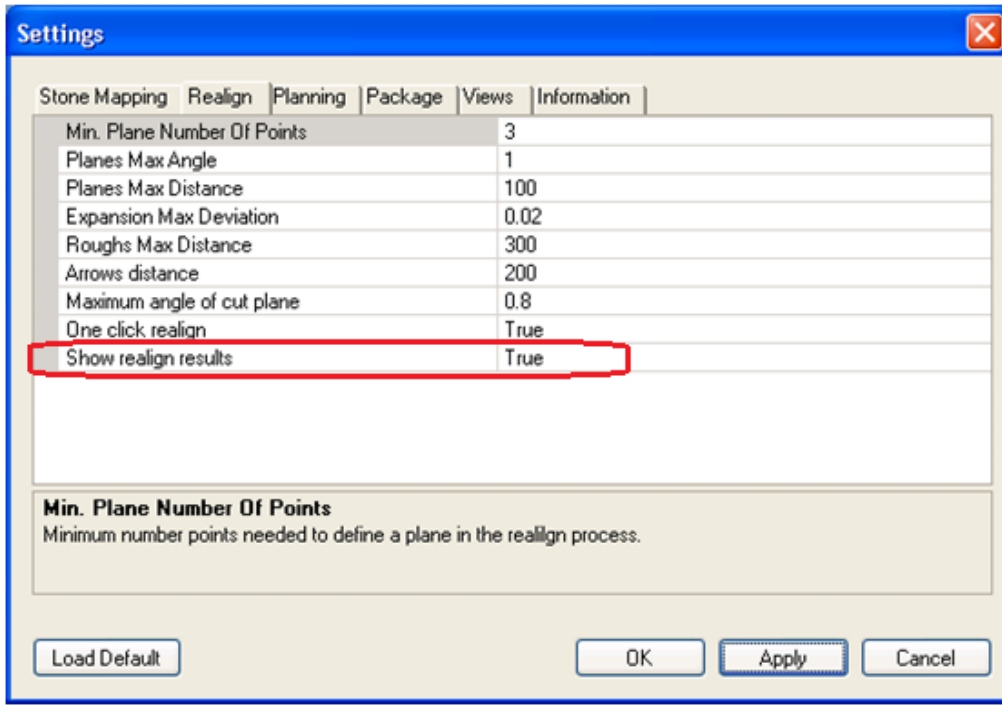 Settings
Stone Mapping Realign Planning Package Views Information
Min. Plane Number Of Points 3
Planes Max Angle 1
Planes Max Distance 100
Expansion Max Deviation 0.02
Roughs Max Distance 300
Arrows distance 200
Maximum angle of cut plane 0.8
One click realign True
Show realign results True
Min. Plane Number Of Points
Minimum number points needed to define a plane in the realilgn process.
Load Default OK Apply Cancel